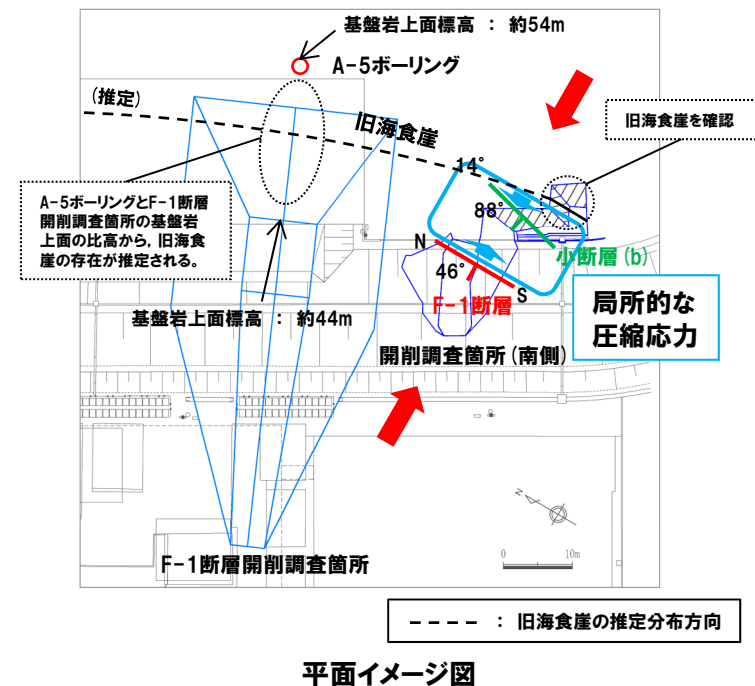 基盤岩上面標高 ： 約54m
A-5ボーリング
(推定)
旧海食崖
旧海食崖を確認
A-5ボーリングとF-1断層
開削調査箇所の基盤岩
上面の比高から，旧海食
崖の存在が推定される。
14°
88°
小断層(b)
N
46°
S
F-1断層
基盤岩上面標高 ： 約44m
局所的な
圧縮応力
開削調査箇所(南側)
N
0 10m
F-1断層開削調査箇所
---- ： 旧海食崖の推定分布方向
平面イメージ図